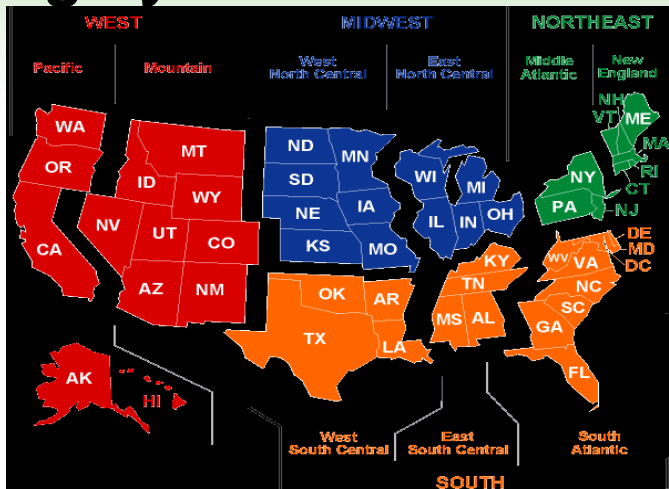 WEST
MIDWEST
NORTHEAST
Pacific
Mountain
West
North Central
East
North Central
Middle
Atlantic
New
England
WA
OR
CA
MT
ID
WY
NV
UT
CO
AZ
NM
ND
SD
NE
KS
MN
IA
MO
WI
MI
IL
IN
OH
NH
VT
ME
MA
RI
CT
NY
PA
NJ
DE
MD
DC
WV
VA
KY
TN
NC
SC
MS
AL
GA
FL
OK
AR
TX
LA
AK
HI
West
South Central
East
South Central
South
Atlantic
SOUTH